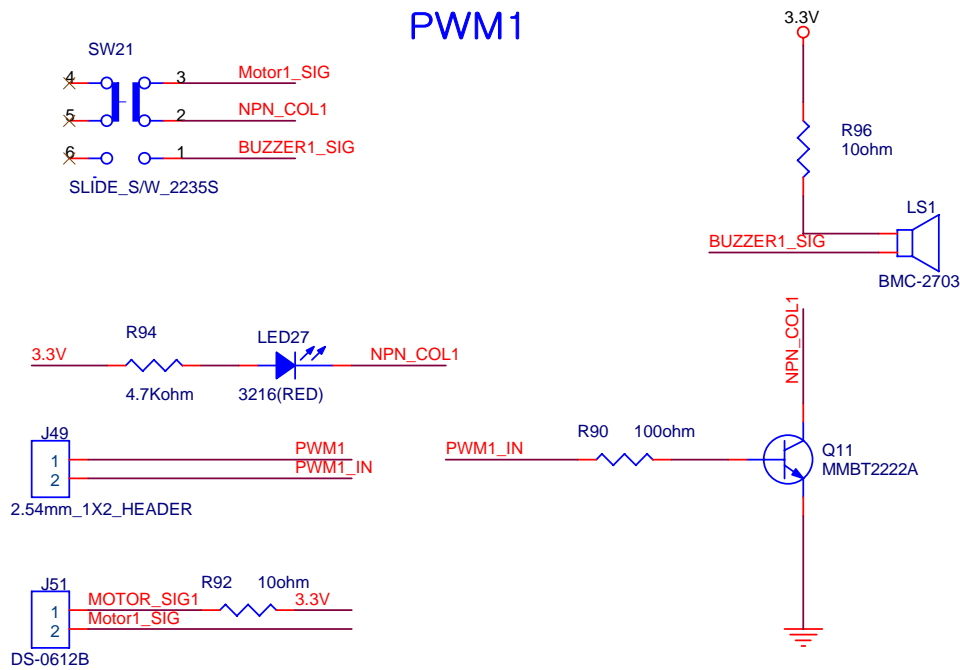 PWM1
SW21
4
3
Motor1_SIG
5
2
NPN_COL1
6
1
BUZZER1_SIG
SLIDE_S/W_2235S
3.3V
R96
10ohm
LS1
BUZZER1_SIG
BMC-2703
R94
LED27
3.3V
NPN_COL1
4.7Kohm
3216(RED)
NPN_COL1
J49
1
PWM1
2
PWM1_IN
2.54mm_1X2_HEADER
PWM1_IN
R90
100ohm
Q11
MMBT2222A
J51
R92
10ohm
1
MOTOR_SIG1
3.3V
2
Motor1_SIG
DS-0612B